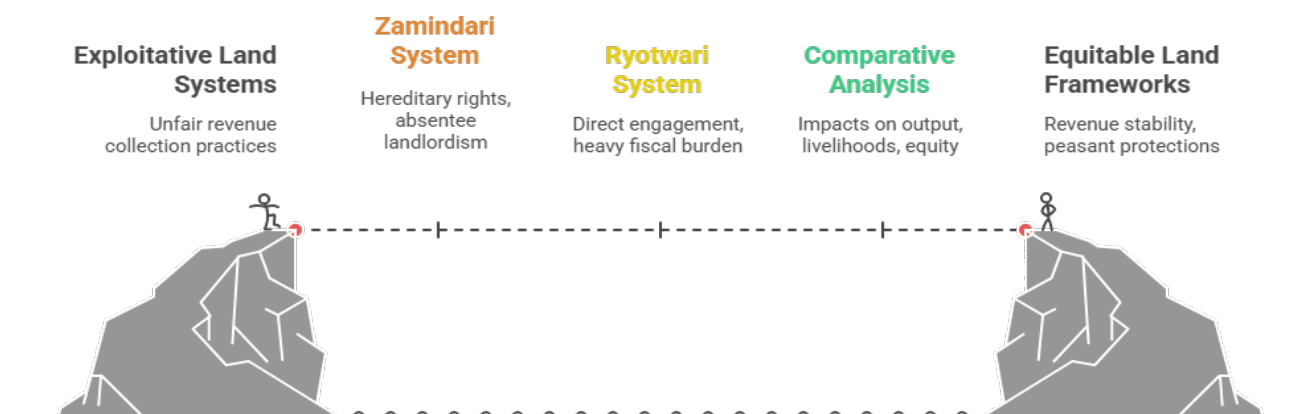 Exploitative Land
Systems
Unfair revenue
collection practices
Zamindari
System
Hereditary rights,
absentee
landlordism
Ryotwari
System
Direct engagement,
heavy fiscal burden
Comparative
Analysis
Impacts on output,
livelihoods, equity
Equitable Land
Frameworks
Revenue stability,
peasant protections